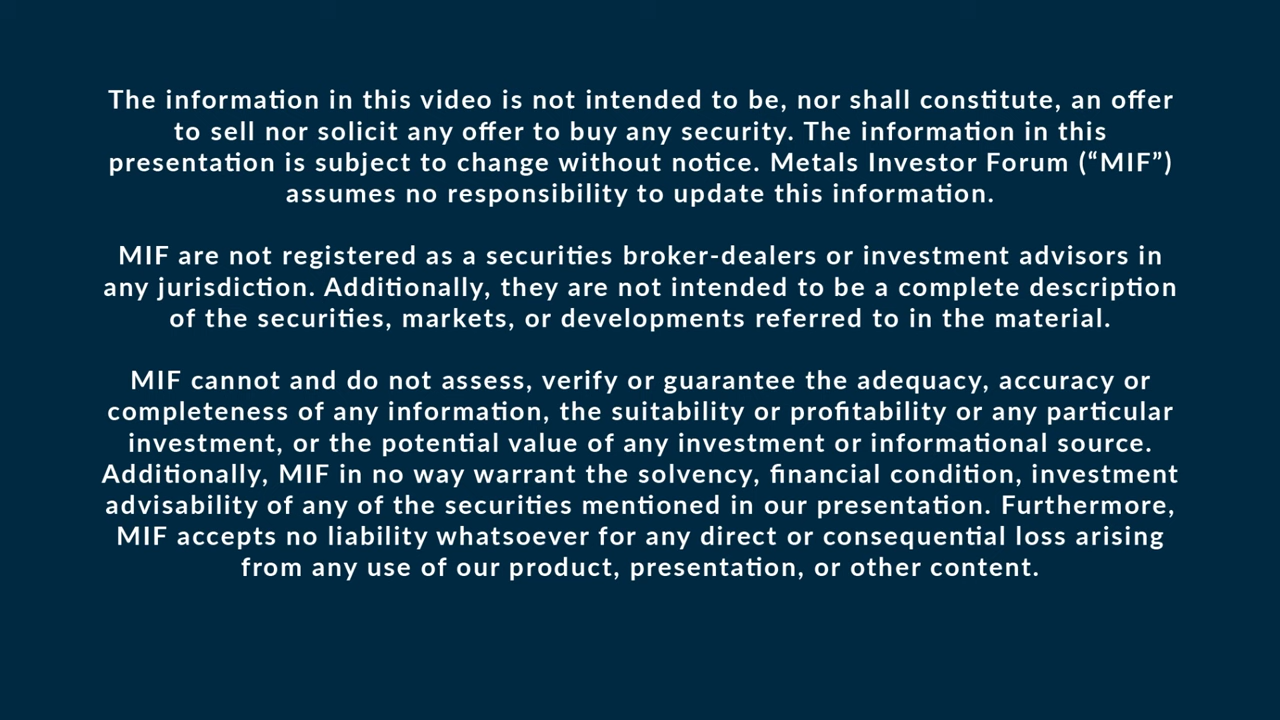 The information in this video is not intended to be, nor shall constitute, an offer
to sell nor solicit any offer to buy any security. The information in this
presentation is subject to change without notice. Metals Investor Forum (“MIF”)
assumes no responsibility to update this information.
MIF are not registered as a securities broker-dealers or investment advisors in
any jurisdiction. Additionally, they are not intended to be a complete description
of the securities, markets, or developments referred to in the material.
MIF cannot and do not assess, verify or guarantee the adequacy, accuracy or
completeness of any information, the suitability or profitability or any particular
investment, or the potential value of any investment or informational source.
Additionally, MIF in no way warrant the solvency, financial condition, investment
advisability of any of the securities mentioned in our presentation. Furthermore,
MIF accepts no liability whatsoever for any direct or consequential loss arising
from any use of our product, presentation, or other content.